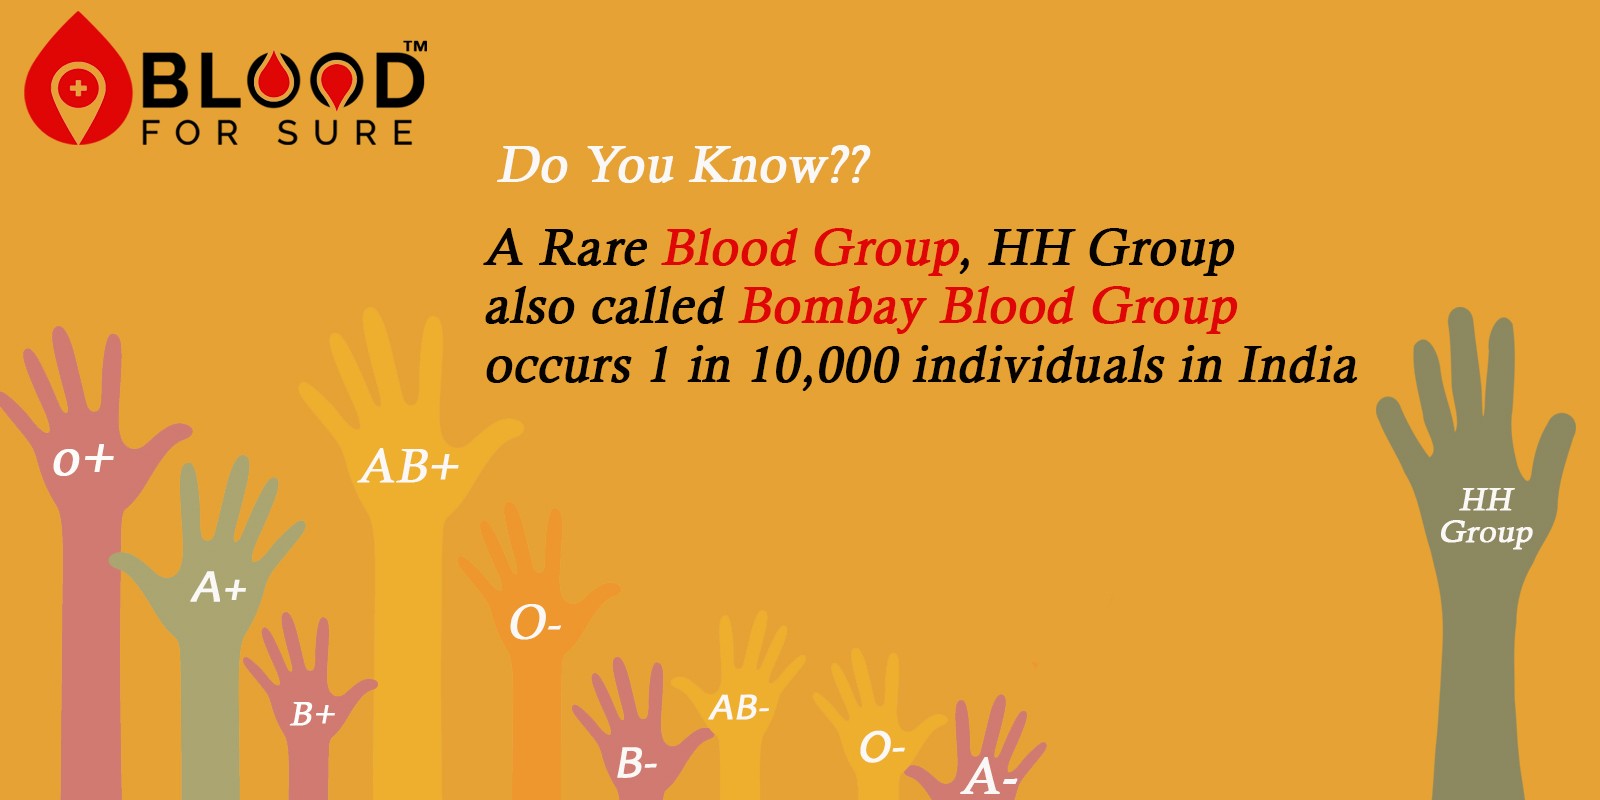 BLOOD™
FOR SURE
Do You Know??
A Rare Blood Group, HH Group
also called Bombay Blood Group
occurs 1 in 10,000 individuals in India
o+
AB+
A+
HH
Group
O-
B+
AB-
B-
O-
A-